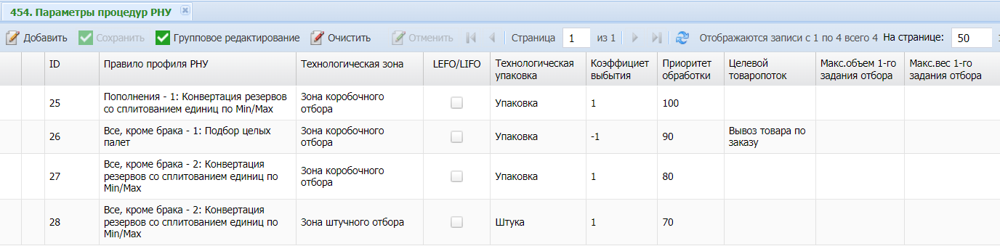 454. Параметры процедур РНУ
Добавить Сохранить Групповое редактирование Очистить Отменить Страница 1 из 1 Отображаются записи с 1 по 4 всего 4 На странице: 50
ID Правило профиля РНУ Технологическая зона LEFO/LIFO Технологическая упаковка Коэффициет выбытия Приоритет обработки Целевой товаропоток Макс.объем 1-го задания отбора Макс.вес 1-го задания отбора
25 Пополнения - 1: Конвертация резервов со сплитованием единиц по Min/Max Зона коробочного отбора Упаковка 1 100
26 Все, кроме брака - 1: Подбор целых палет Зона коробочного отбора Упаковка -1 90 Вывоз товара по заказу
27 Все, кроме брака - 2: Конвертация резервов со сплитованием единиц по Min/Max Зона коробочного отбора Упаковка 1 80
28 Все, кроме брака - 2: Конвертация резервов со сплитованием единиц по Min/Max Зона штучного отбора Штука 1 70